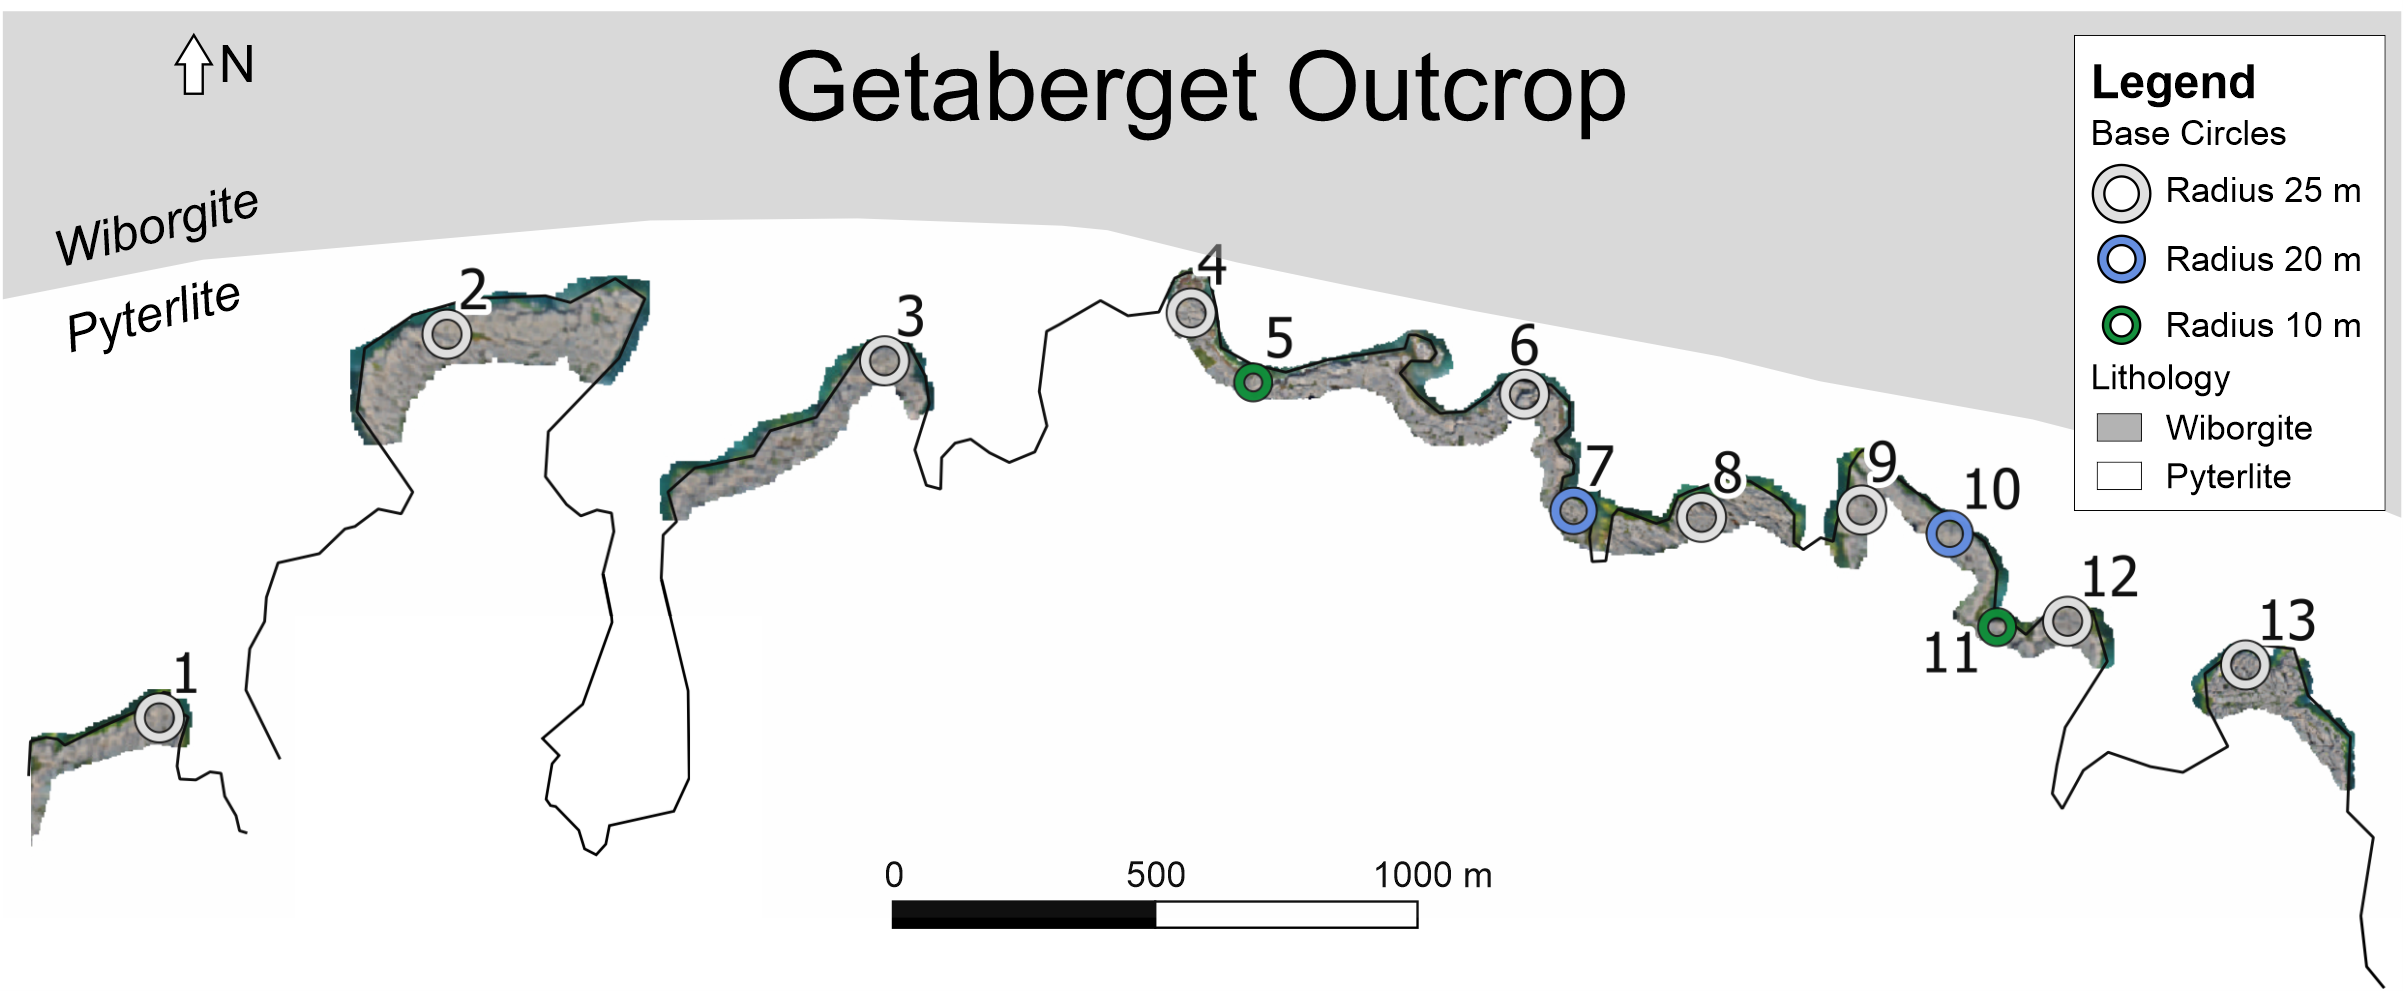 N
Getaberget Outcrop
Wiborgite
Pyterlite
Legend
Base Circles
Radius 25 m
Radius 20 m
Radius 10 m
Lithology
Wiborgite
Pyterlite
1
2
3
4
5
6
7
8
9
10
11
12
13
0 500 1000 m